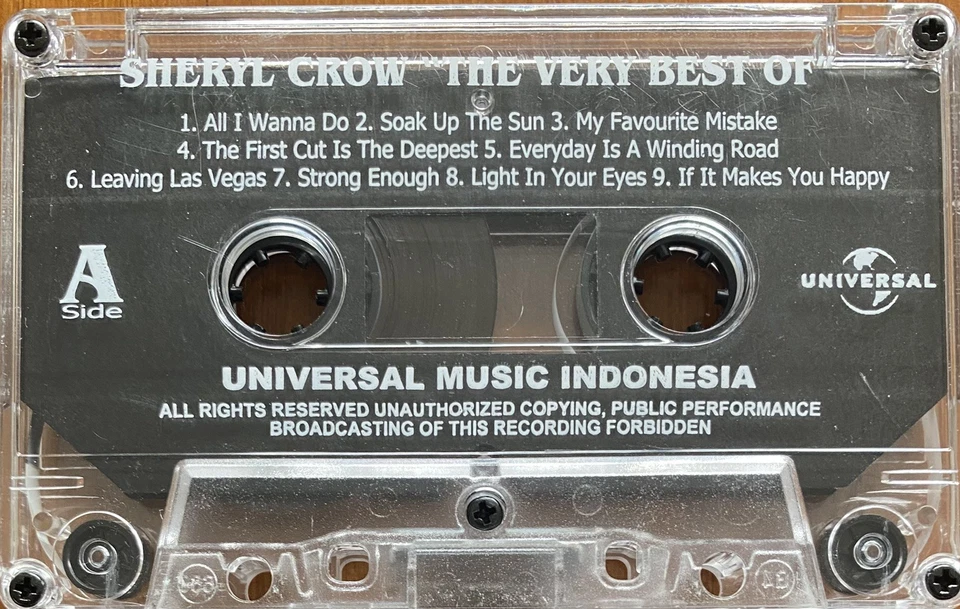 SHERYL CROW "THE VERY BEST OF"
1. All I Wanna Do 2. Soak Up The Sun 3. My Favourite Mistake
4. The First Cut Is The Deepest 5. Everyday Is A Winding Road
6. Leaving Las Vegas 7. Strong Enough 8. Light In Your Eyes 9. If It Makes You Happy
A
Side
UNIVERSAL
UNIVERSAL MUSIC INDONESIA
ALL RIGHTS RESERVED UNAUTHORIZED COPYING, PUBLIC PERFORMANCE
BROADCASTING OF THIS RECORDING FORBIDDEN